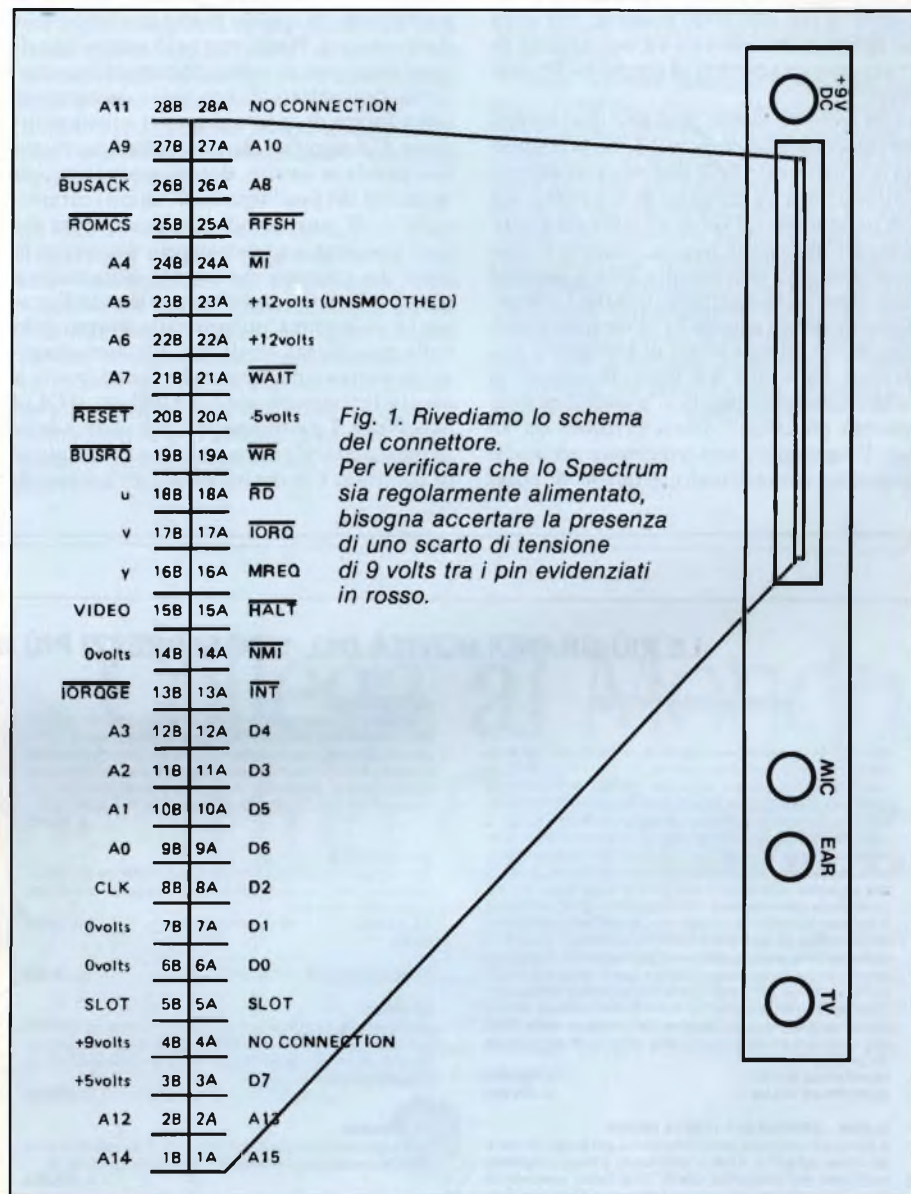 A11 28B 28A NO CONNECTION
A9 27B 27A A10
BUSACK 26B 26A A8
ROMCS 25B 25A RFSH
A4 24B 24A MI
A5 23B 23A +12volts (UNSMOOTHED)
A6 22B 22A +12volts
A7 21B 21A WAIT
RESET 20B 20A -5volts
BUSRQ 19B 19A WR
u 18B 18A RD
v 17B 17A IORQ
y 16B 16A MREQ
VIDEO 15B 15A HALT
0volts 14B 14A NMI
IORQGE 13B 13A INT
A3 12B 12A D4
A2 11B 11A D3
A1 10B 10A D5
A0 9B 9A D6
CLK 8B 8A D2
0volts 7B 7A D1
0volts 6B 6A D0
SLOT 5B 5A SLOT
+9volts 4B 4A NO CONNECTION
+5volts 3B 3A D7
A12 2B 2A A13
A14 1B 1A A15
Fig. 1. Rivediamo lo schema
del connettore.
Per verificare che lo Spectrum
sia regolarmente alimentato,
bisogna accertare la presenza
di uno scarto di tensione
di 9 volts tra i pin evidenziati
in rosso.
+9V
DC
MIC
EAR
TV